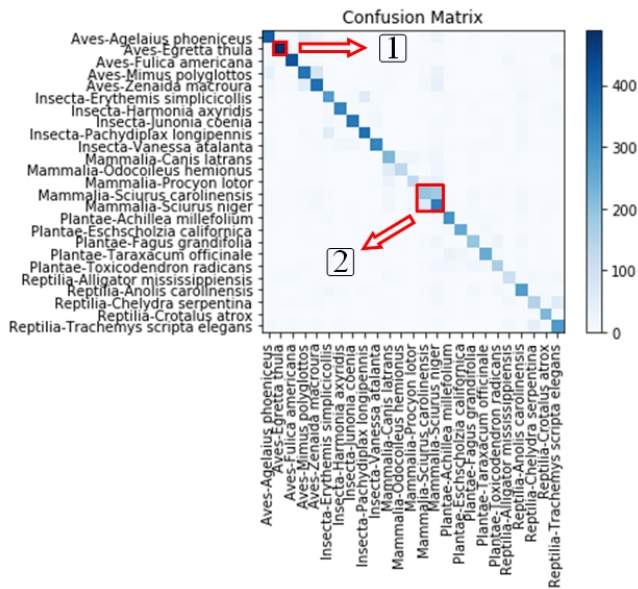 Confusion Matrix
Aves-Agelaius phoeniceus
Aves-Egretta thula
Aves-Fulica americana
Aves-Mimus polyglottos
Aves-Zenaida macroura
Insecta-Erythemis simplicicollis
Insecta-Harmonia axyridis
Insecta-Junonia coenia
Insecta-Pachydiplax longipennis
Insecta-Vanessa atalanta
Mammalia-Canis latrans
Mammalia-Odocoileus hemionus
Mammalia-Procyon lotor
Mammalia-Sciurus carolinensis
Mammalia-Sciurus niger
Plantae-Achillea millefolium
Plantae-Eschscholzia californica
Plantae-Fagus grandifolia
Plantae-Taraxacum officinale
Plantae-Toxicodendron radicans
Reptilia-Alligator mississippiensis
Reptilia-Anolis carolinensis
Reptilia-Chelydra serpentina
Reptilia-Crotalus atrox
Reptilia-Trachemys scripta elegans
1
2
400
300
200
100
0
Aves-Agelaius phoeniceus
Aves-Egretta thula
Aves-Fulica americana
Aves-Mimus polyglottos
Aves-Zenaida macroura
Insecta-Erythemis simplicicollis
Insecta-Harmonia axyridis
Insecta-Junonia coenia
Insecta-Pachydiplax longipennis
Insecta-Vanessa atalanta
Mammalia-Canis latrans
Mammalia-Odocoileus hemionus
Mammalia-Procyon lotor
Mammalia-Sciurus carolinensis
Mammalia-Sciurus niger
Plantae-Achillea millefolium
Plantae-Eschscholzia californica
Plantae-Fagus grandifolia
Plantae-Taraxacum officinale
Plantae-Toxicodendron radicans
Reptilia-Alligator mississippiensis
Reptilia-Anolis carolinensis
Reptilia-Chelydra serpentina
Reptilia-Crotalus atrox
Reptilia-Trachemys scripta elegans